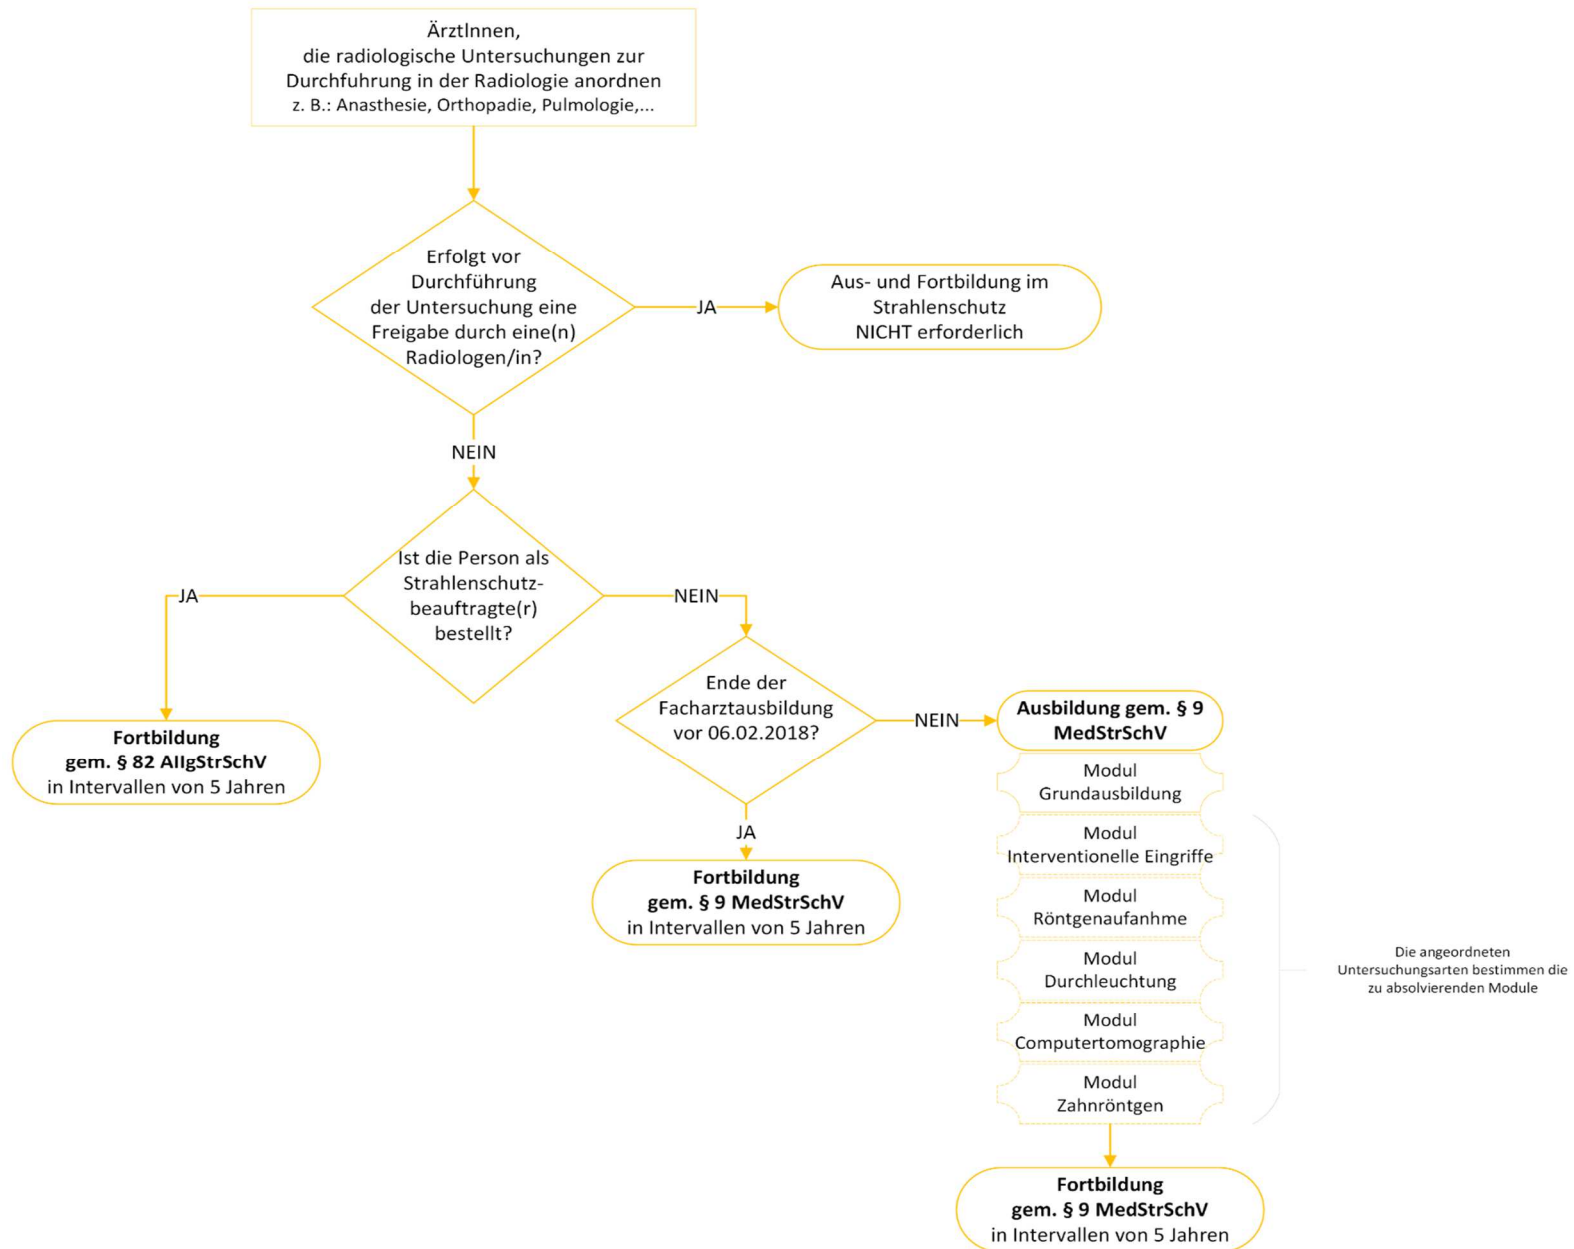 ÄrztInnen,
die radiologische Untersuchungen zur
Durchfuhrung in der Radiologie anordnen
z. B.: Anasthesie, Orthopadie, Pulmologie,...
Erfolgt vor
Durchführung
der Untersuchung eine
Freigabe durch eine(n)
Radiologen/in?
JA
Aus- und Fortbildung im
Strahlenschutz
NICHT erforderlich
NEIN
Ist die Person als
Strahlenschutz-
beauftragte(r)
bestellt?
JA
NEIN
Fortbildung
gem. § 82 AllgStrSchV
in Intervallen von 5 Jahren
Ende der
Facharztausbildung
vor 06.02.2018?
JA
Fortbildung
gem. § 9 MedStrSchV
in Intervallen von 5 Jahren
NEIN
Ausbildung gem. § 9
MedStrSchV
Modul
Grundausbildung
Modul
Interventionelle Eingriffe
Modul
Röntgenaufanhme
Modul
Durchleuchtung
Modul
Computertomographie
Modul
Zahnröntgen
Die angeordneten
Untersuchungsarten bestimmen die
zu absolvierenden Module
Fortbildung
gem. § 9 MedStrSchV
in Intervallen von 5 Jahren